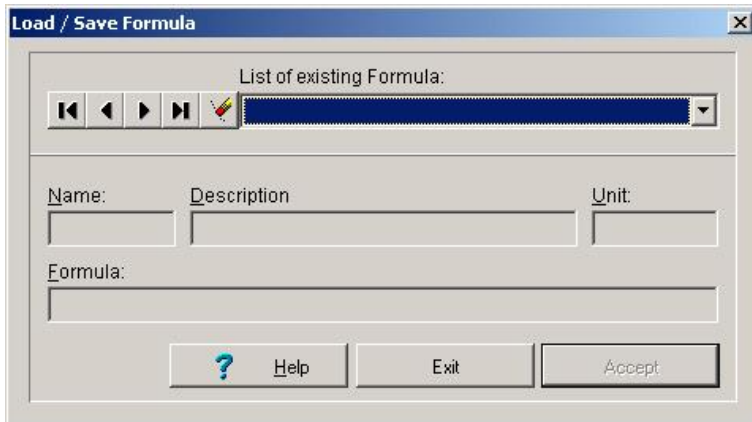 Load / Save Formula
List of existing Formula:
Name: Description Unit:
Formula:
? Help Exit Accept